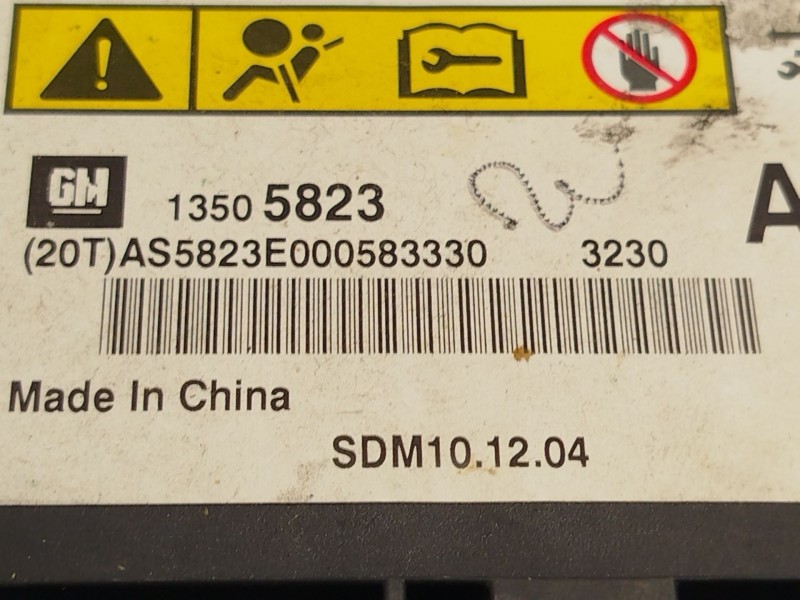 GM 1350 5823
A
(20T)AS5823E000583330 3230
Made In China
SDM10.12.04